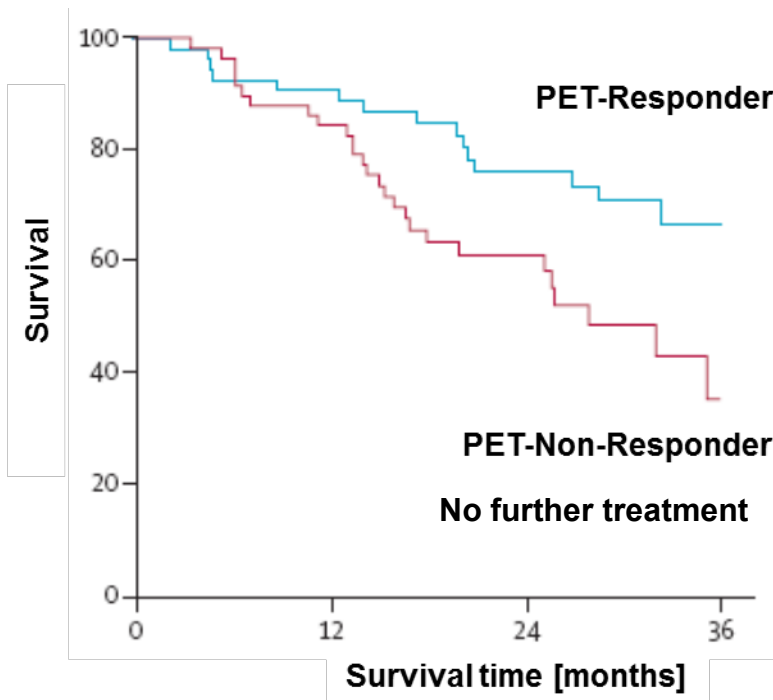 100
80
60
40
20
0
0 12 24 36
Survival
PET-Responder
PET-Non-Responder
No further treatment
Survival time [months]